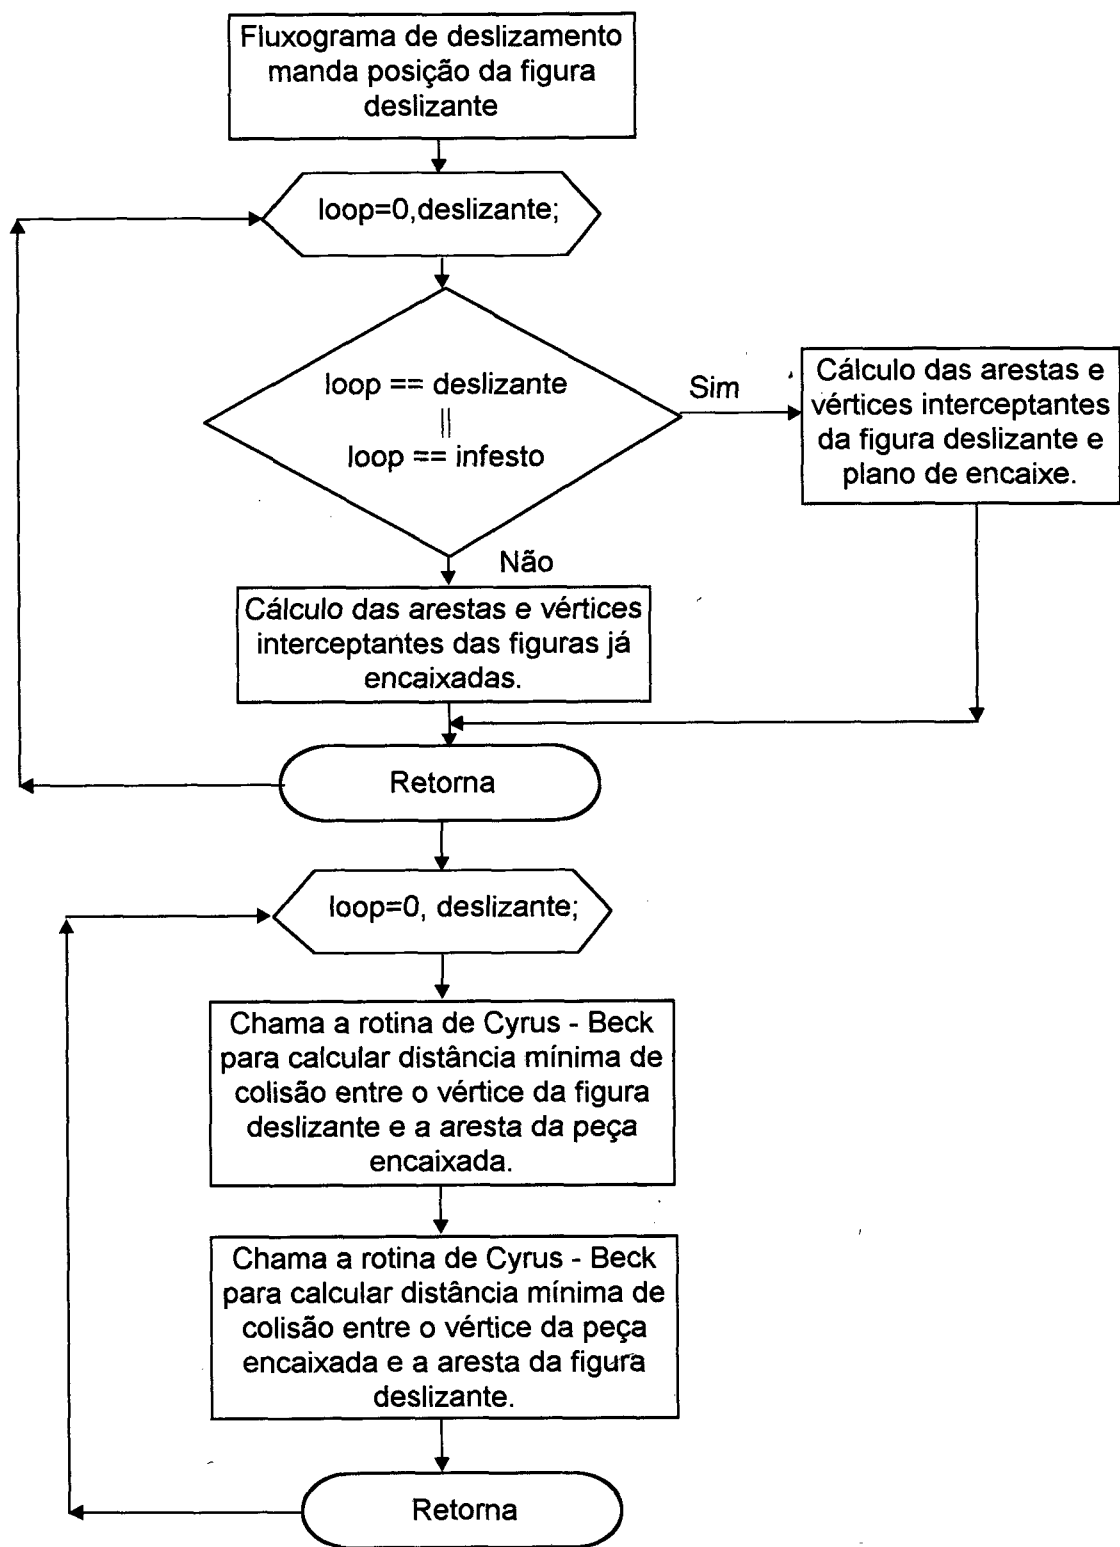 Fluxograma de deslizamento
manda posição da figura
deslizante
loop=0,deslizante;
loop == deslizante
||
loop == infesto
Sim
Cálculo das arestas e
vértices interceptantes
da figura deslizante e
plano de encaixe.
Não
Cálculo das arestas e vértices
interceptantes das figuras já
encaixadas.
Retorna
loop=0, deslizante;
Chama a rotina de Cyrus - Beck
para calcular distância mínima de
colisão entre o vértice da figura
deslizante e a aresta da peça
encaixada.
Chama a rotina de Cyrus - Beck
para calcular distância mínima de
colisão entre o vértice da peça
encaixada e a aresta da figura
deslizante.
Retorna